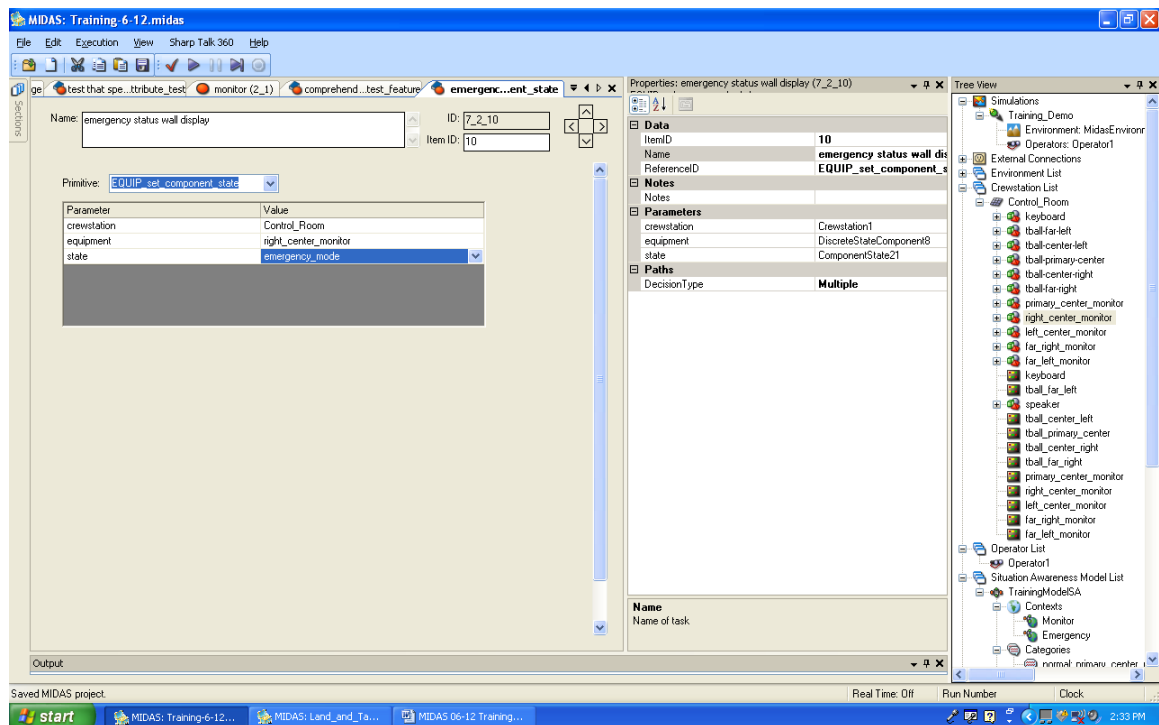 MIDAS: Training-6-12.midas
File Edit Execution View Sharp Talk 360 Help
Sections
ge test that spe...ttribute_test monitor (2_1) comprehend...test_feature emergenc...ent_state
Name: emergency status wall display
ID: 7_2_10
Item ID: 10
Primitive: EQUIP_set_component_state
Parameter Value
crewstation Control_Room
equipment right_center_monitor
state emergency_mode
Output
Properties: emergency status wall display (7_2_10)
Data
ItemID 10
Name emergency status wall dis
ReferenceID EQUIP_set_component_s
Notes
Notes
Parameters
crewstation Crewstation1
equipment DiscreteStateComponent8
state ComponentState21
Paths
DecisionType Multiple
Name
Name of task
Tree View
Simulations
Training_Demo
Environment: MidasEnvironr
Operators: Operator1
External Connections
Environment List
Crewstation List
Control_Room
keyboard
tball-far-left
tball-center-left
tball-primary-center
tball-center-right
tball-far-right
primary_center_monitor
right_center_monitor
left_center_monitor
far_right_monitor
far_left_monitor
keyboard
tball_far_left
speaker
tball_center_left
tball_primary_center
tball_center_right
tball_far_right
primary_center_monitor
right_center_monitor
left_center_monitor
far_right_monitor
far_left_monitor
Operator List
Operator1
Situation Awareness Model List
TrainingModelSA
Contexts
Monitor
Emergency
Categories
normal: primary_center
Saved MIDAS project. Real Time: Off Run Number Clock
start MIDAS: Training-6-12... MIDAS: Land_and_Ta... MIDAS 06-12 Training... 2:33 PM